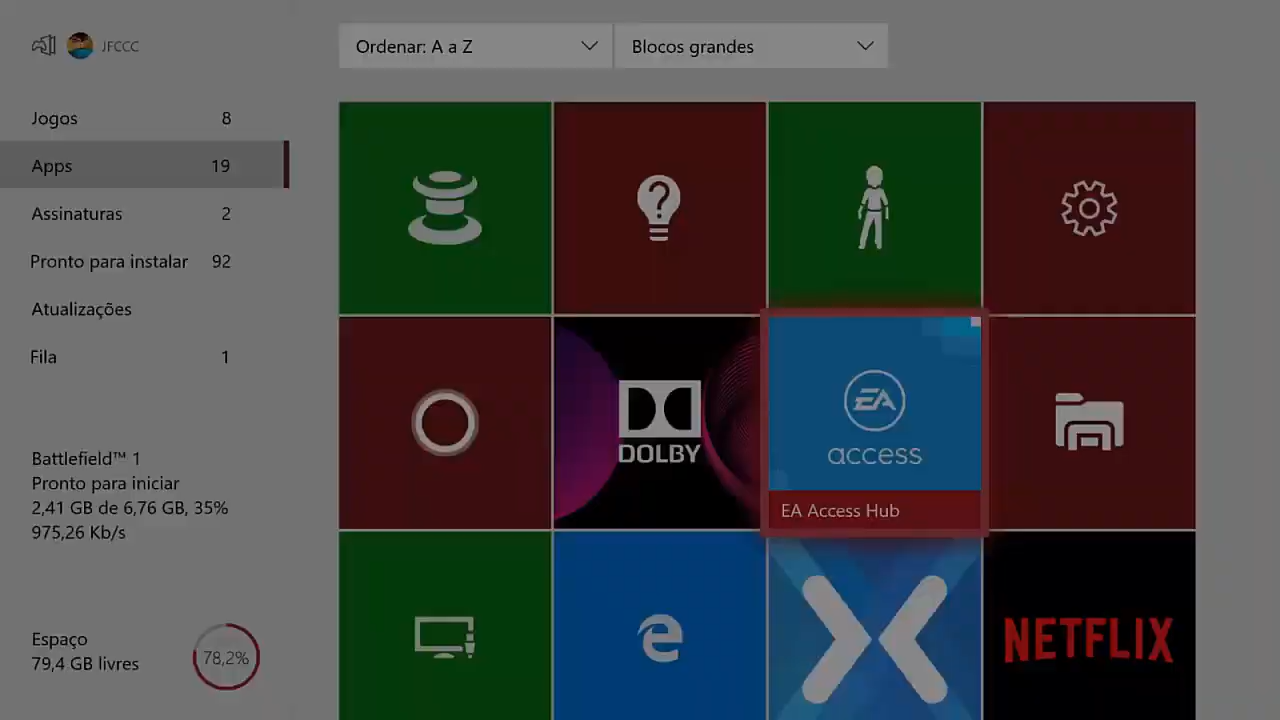 JFCCC
Ordenar: A a Z
Blocos grandes
Jogos 8
Apps 19
Assinaturas 2
Pronto para instalar 92
Atualizações
Fila 1
Battlefield™ 1
Pronto para iniciar
2,41 GB de 6,76 GB, 35%
975,26 Kb/s
Espaço
79,4 GB livres
78,2%
DOLBY
EA
access
EA Access Hub
NETFLIX